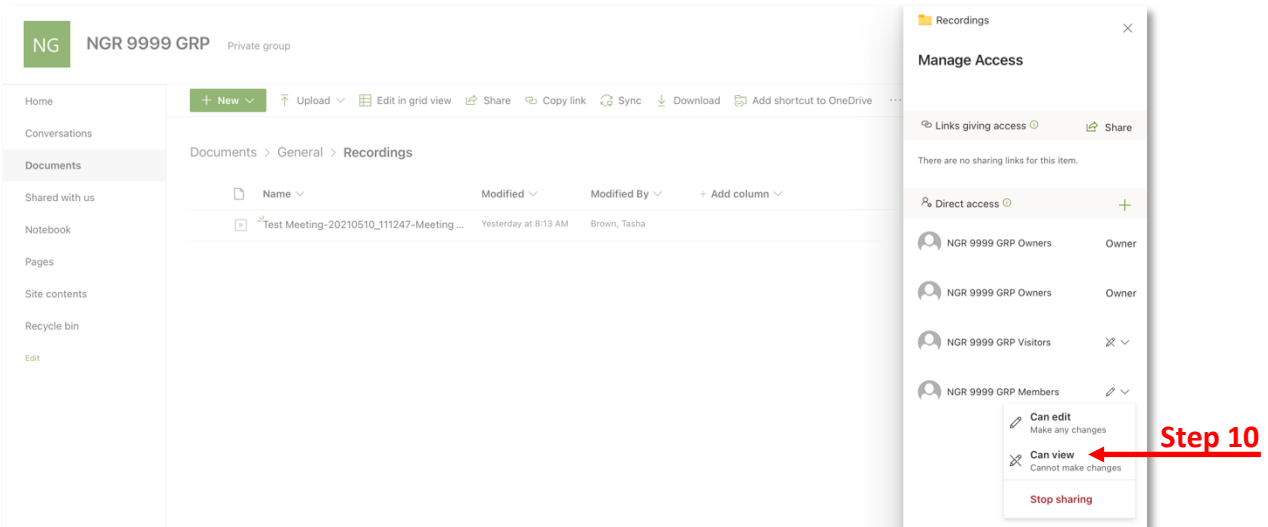 NG
NGR 9999 GRP
Private group
Home
Conversations
Documents
Shared with us
Notebook
Pages
Site contents
Recycle bin
Edit
+ New
Upload
Edit in grid view
Share
Copy link
Sync
Download
Add shortcut to OneDrive
...
Documents > General > Recordings
Name
Modified
Modified By
+ Add column
Test Meeting-20210510_111247-Meeting ...
Yesterday at 8:13 AM
Brown, Tasha
Recordings
Manage Access
Links giving access
Share
There are no sharing links for this item.
Direct access
NGR 9999 GRP Owners
Owner
NGR 9999 GRP Owners
Owner
NGR 9999 GRP Visitors
NGR 9999 GRP Members
Can edit
Make any changes
Can view
Cannot make changes
Stop sharing
Step 10